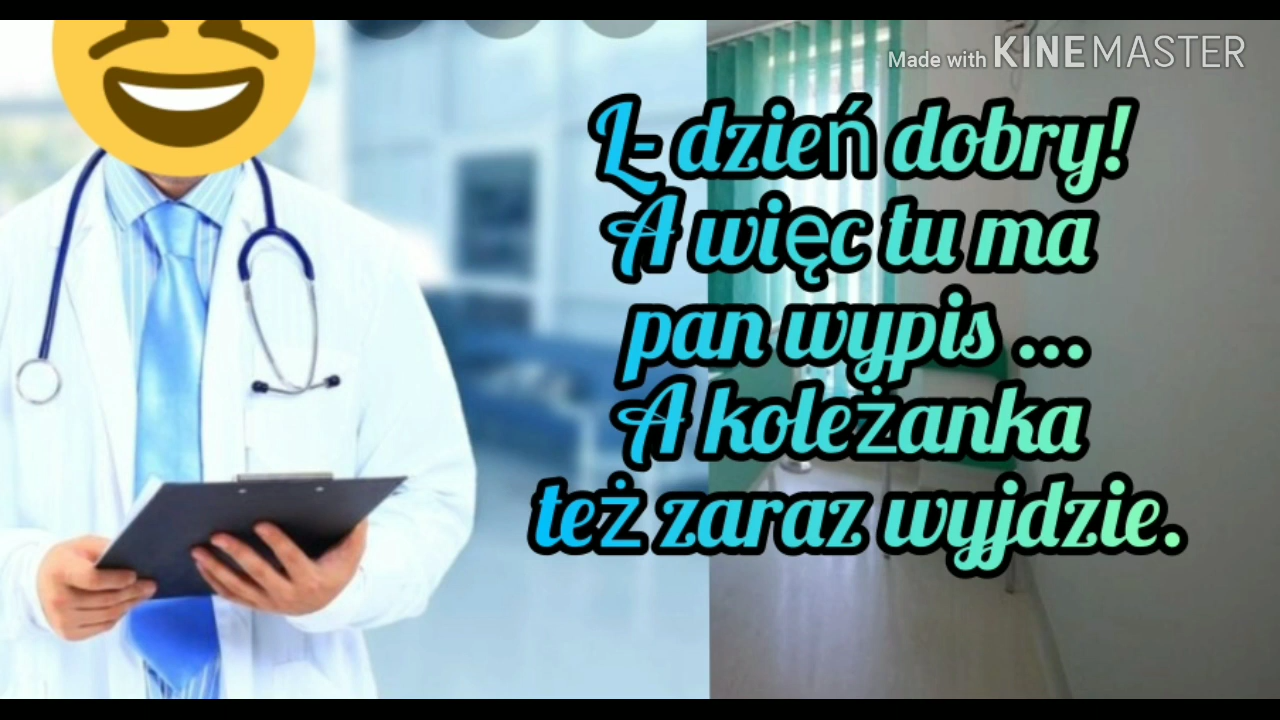 Made with KINEMASTER
L- dzień dobry!
A więc tu ma
pan wypis ...
A koleżanka
też zaraz wyjdzie.